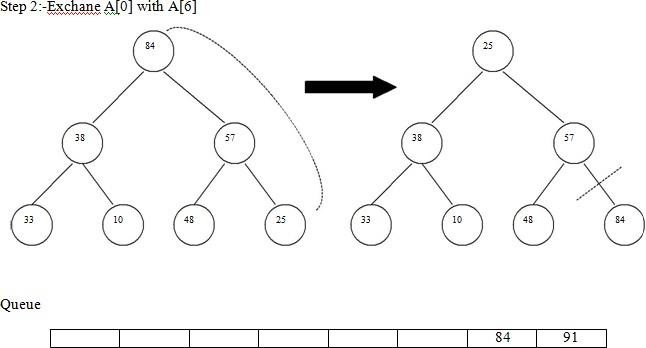 Step 2:-Exchane A[0] with A[6]
84 25
38 57 38 57
33 10 48 25 33 10 48 84
Queue
84 91